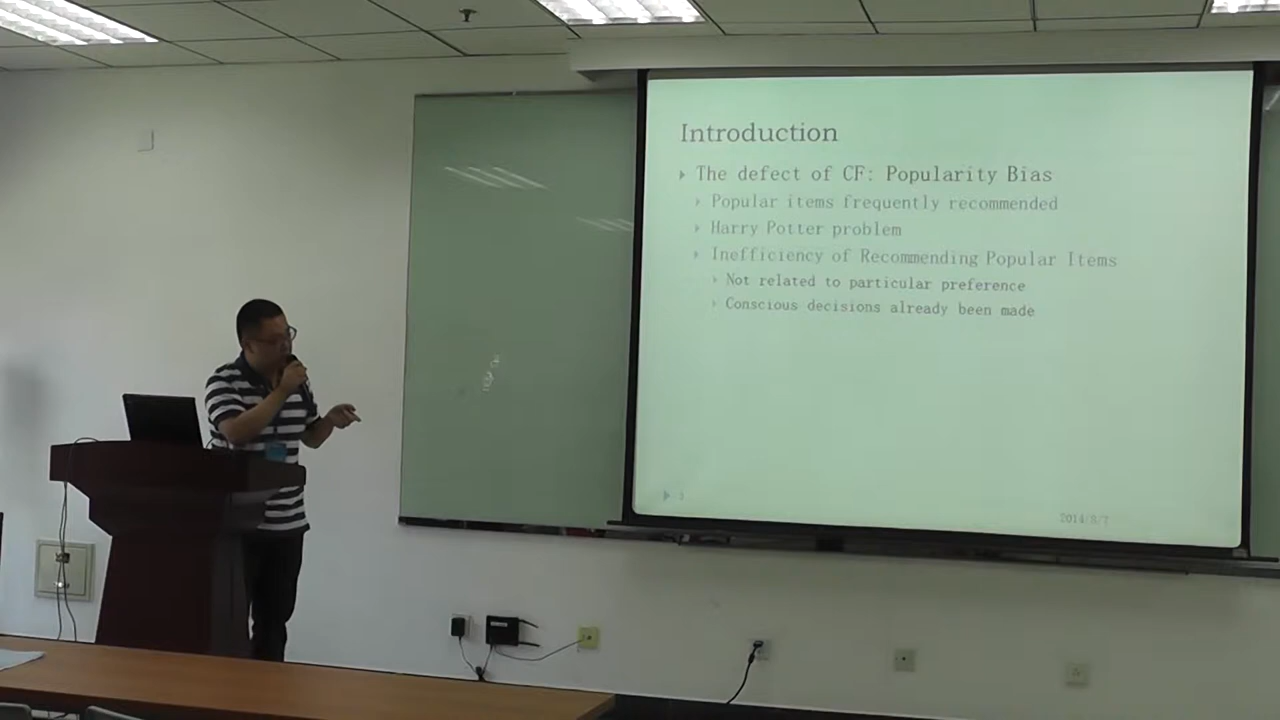 Introduction
The defect of CF: Popularity Bias
Popular items frequently recommended
Harry Potter problem
Inefficiency of Recommending Popular Items
Not related to particular preference
Conscious decisions already been made
2014/8/7